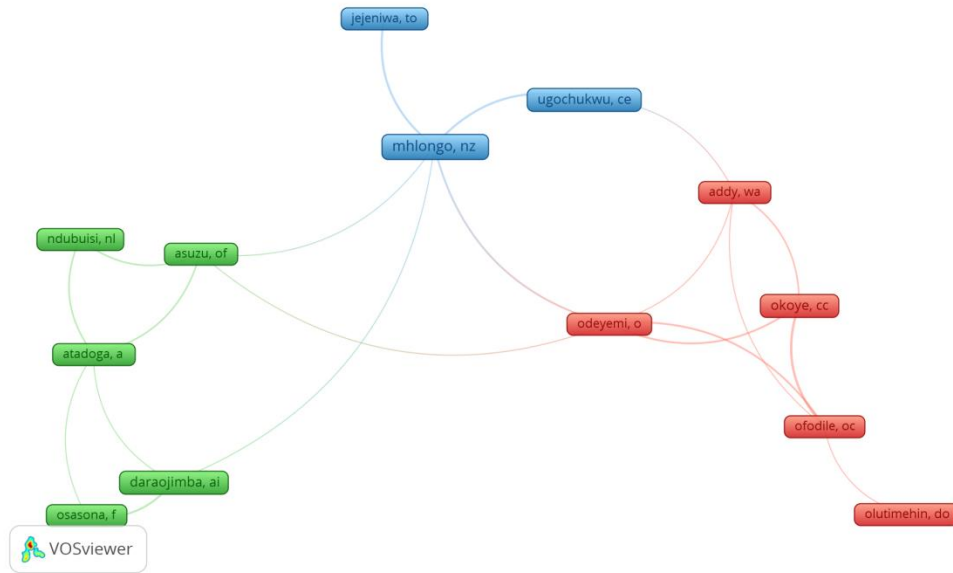 jejeniwa, to
ugochukwu, ce
mhlongo, nz
addy, wa
ndubuisi, nl
asuzu, of
okoye, cc
odeyemi, o
atadoga, a
ofodile, oc
daraojimba, ai
osasona, f
olutimehin, do
VOSviewer